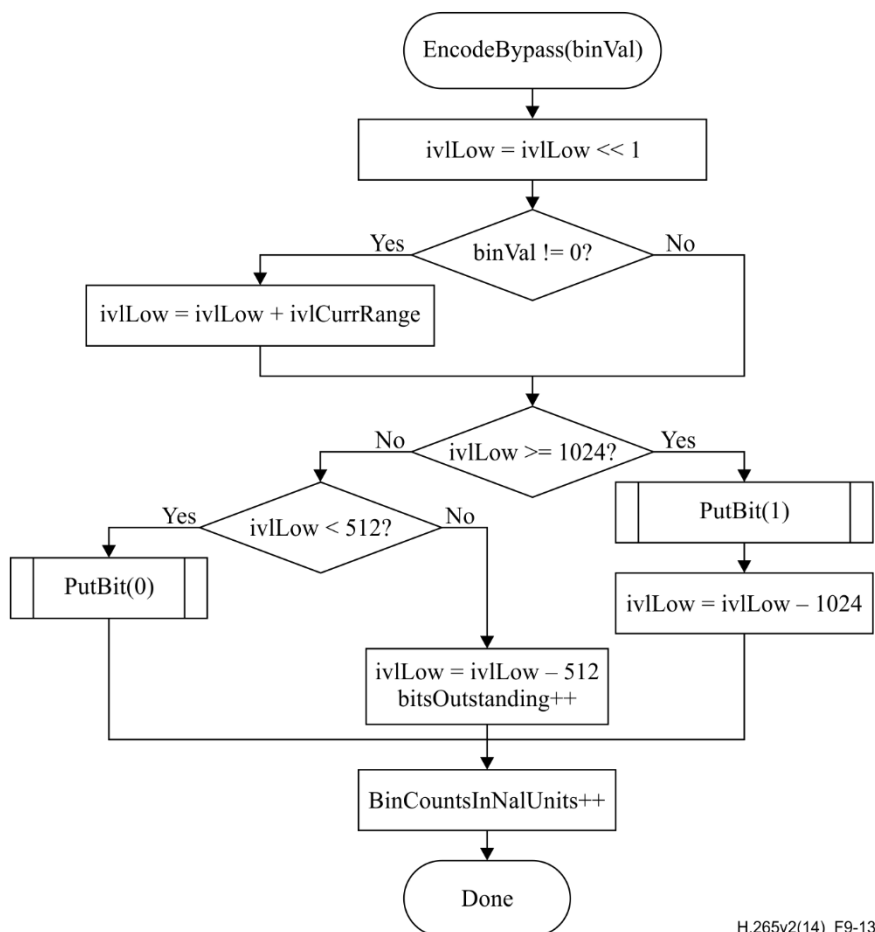 EncodeBypass(binVal)
ivlLow = ivlLow << 1
Yes
binVal != 0?
No
ivlLow = ivlLow + ivlCurrRange
No
ivlLow >= 1024?
Yes
Yes
ivlLow < 512?
No
PutBit(1)
PutBit(0)
ivlLow = ivlLow – 1024
ivlLow = ivlLow – 512
bitsOutstanding++
BinCountsInNalUnits++
Done
H.265v2(14)_F9-13